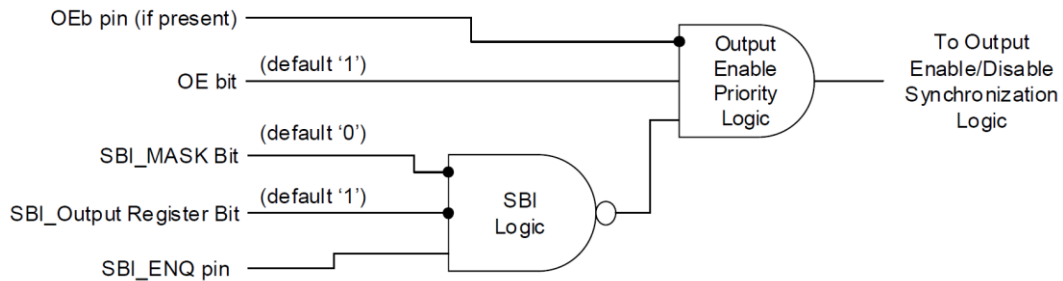 OEb pin (if present)
OE bit
(default ‘1’)
SBI_MASK Bit
(default ‘0’)
SBI_Output Register Bit
(default ‘1’)
SBI_ENQ pin
SBI
Logic
Output
Enable
Priority
Logic
To Output
Enable/Disable
Synchronization
Logic